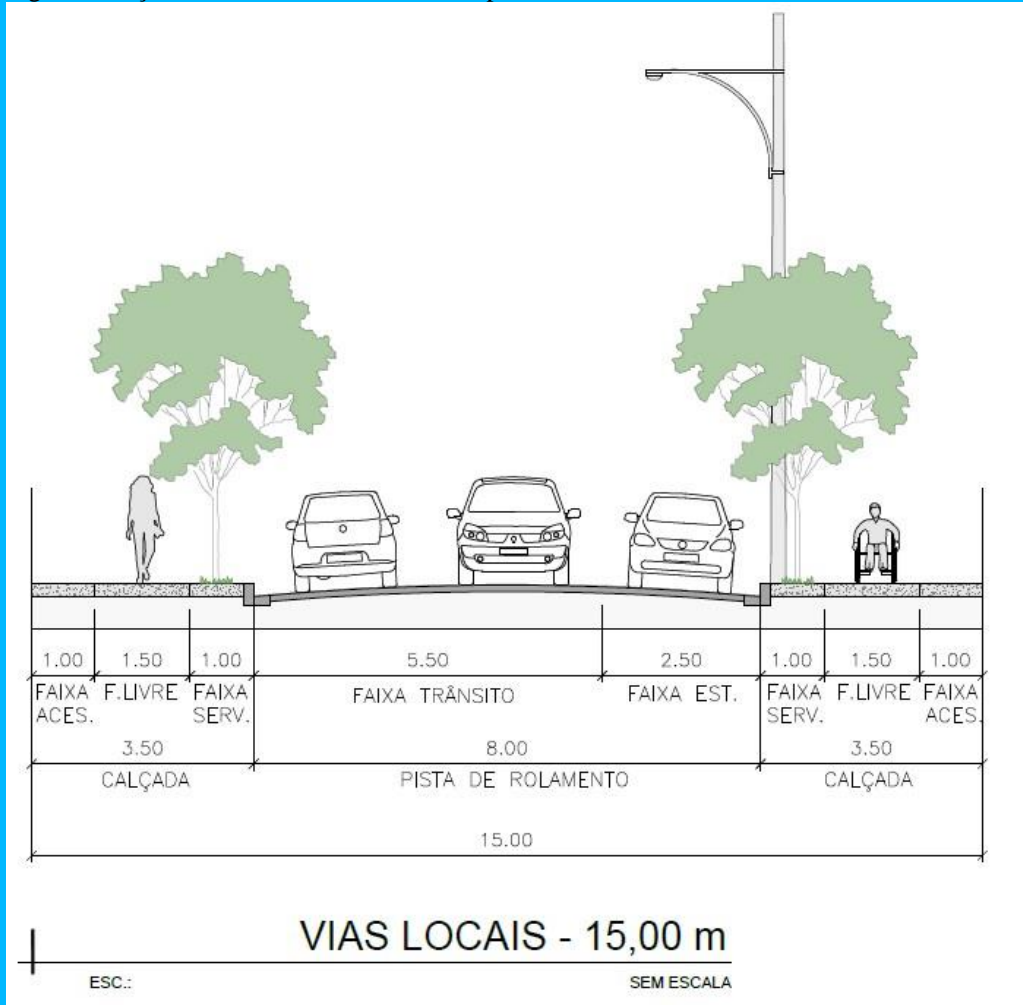 1.00 1.50 1.00 5.50 2.50 1.00 1.50 1.00
FAIXA F.LIVRE FAIXA FAIXA TRÂNSITO FAIXA EST. FAIXA F.LIVRE FAIXA
ACES. SERV. SERV. ACES.
3.50 8.00 3.50
CALÇADA PISTA DE ROLAMENTO CALÇADA
15.00
VIAS LOCAIS - 15,00 m
ESC.: SEM ESCALA